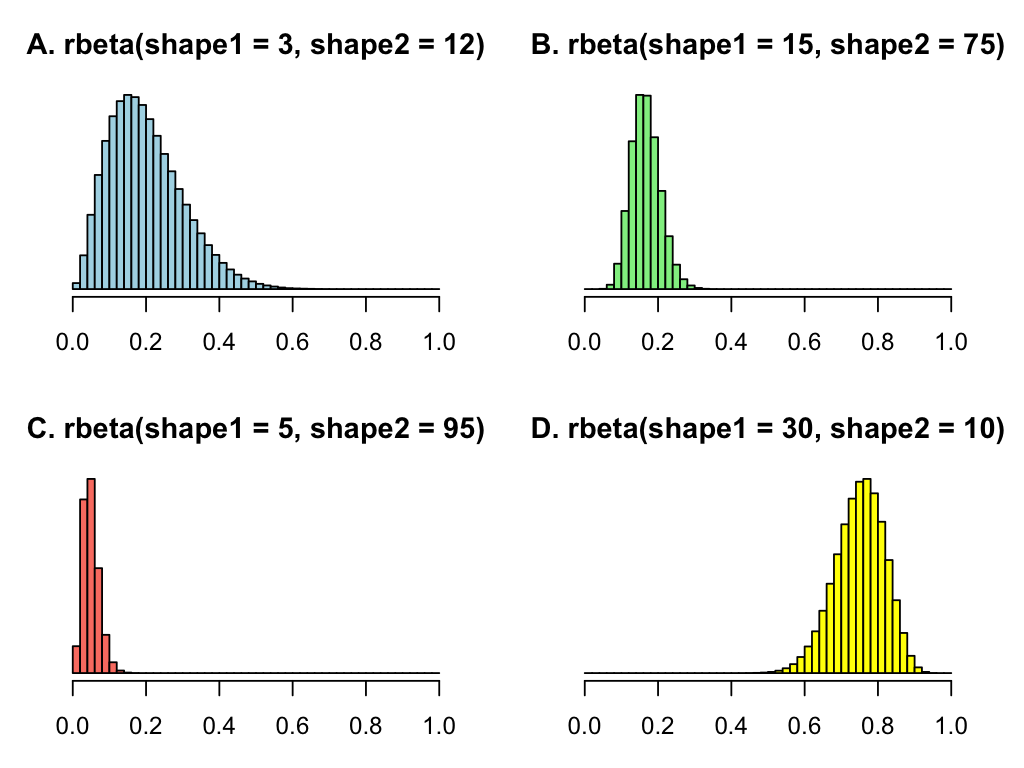 A. rbeta(shape1 = 3, shape2 = 12)
B. rbeta(shape1 = 15, shape2 = 75)
0.0 0.2 0.4 0.6 0.8 1.0
0.0 0.2 0.4 0.6 0.8 1.0
C. rbeta(shape1 = 5, shape2 = 95)
D. rbeta(shape1 = 30, shape2 = 10)
0.0 0.2 0.4 0.6 0.8 1.0
0.0 0.2 0.4 0.6 0.8 1.0